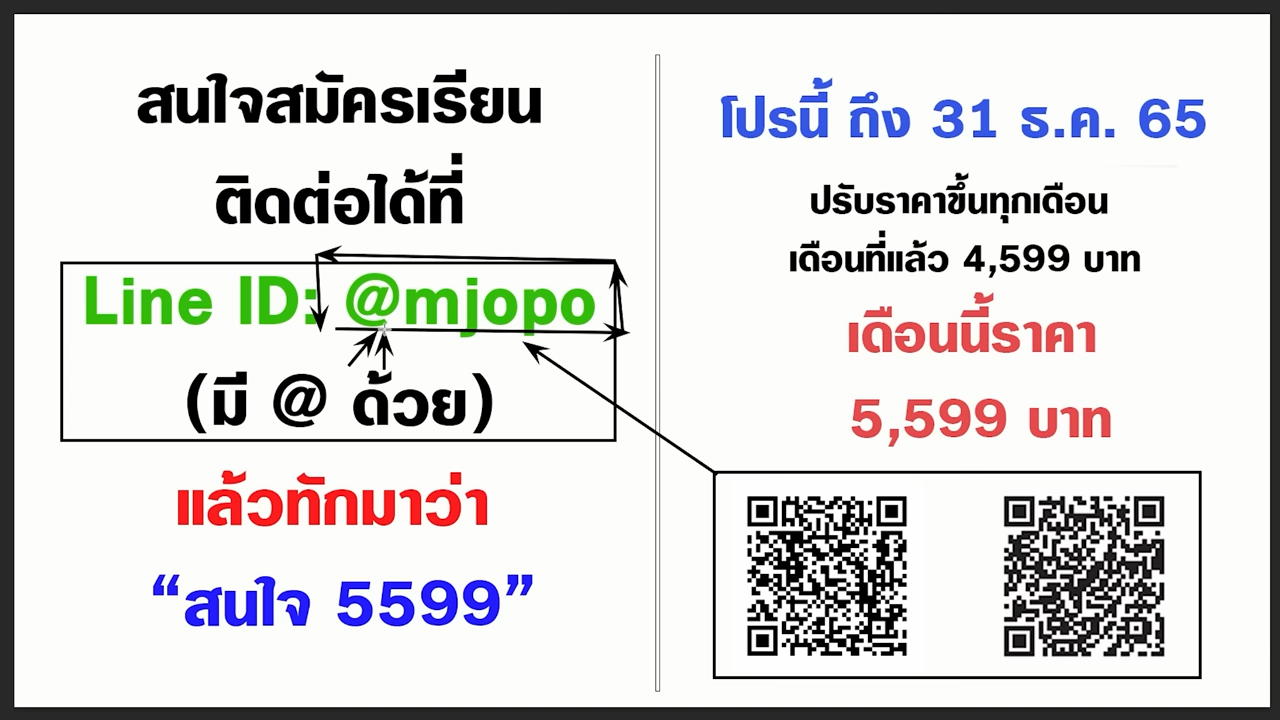 สนใจสมัครเรียน
ติดต่อได้ที่
Line ID: @mjopo
(มี @ ด้วย)
แล้วทักมาว่า
“สนใจ 5599”
โปรนี้ ถึง 31 ธ.ค. 65
ปรับราคาขึ้นทุกเดือน
เดือนที่แล้ว 4,599 บาท
เดือนนี้ราคา
5,599 บาท